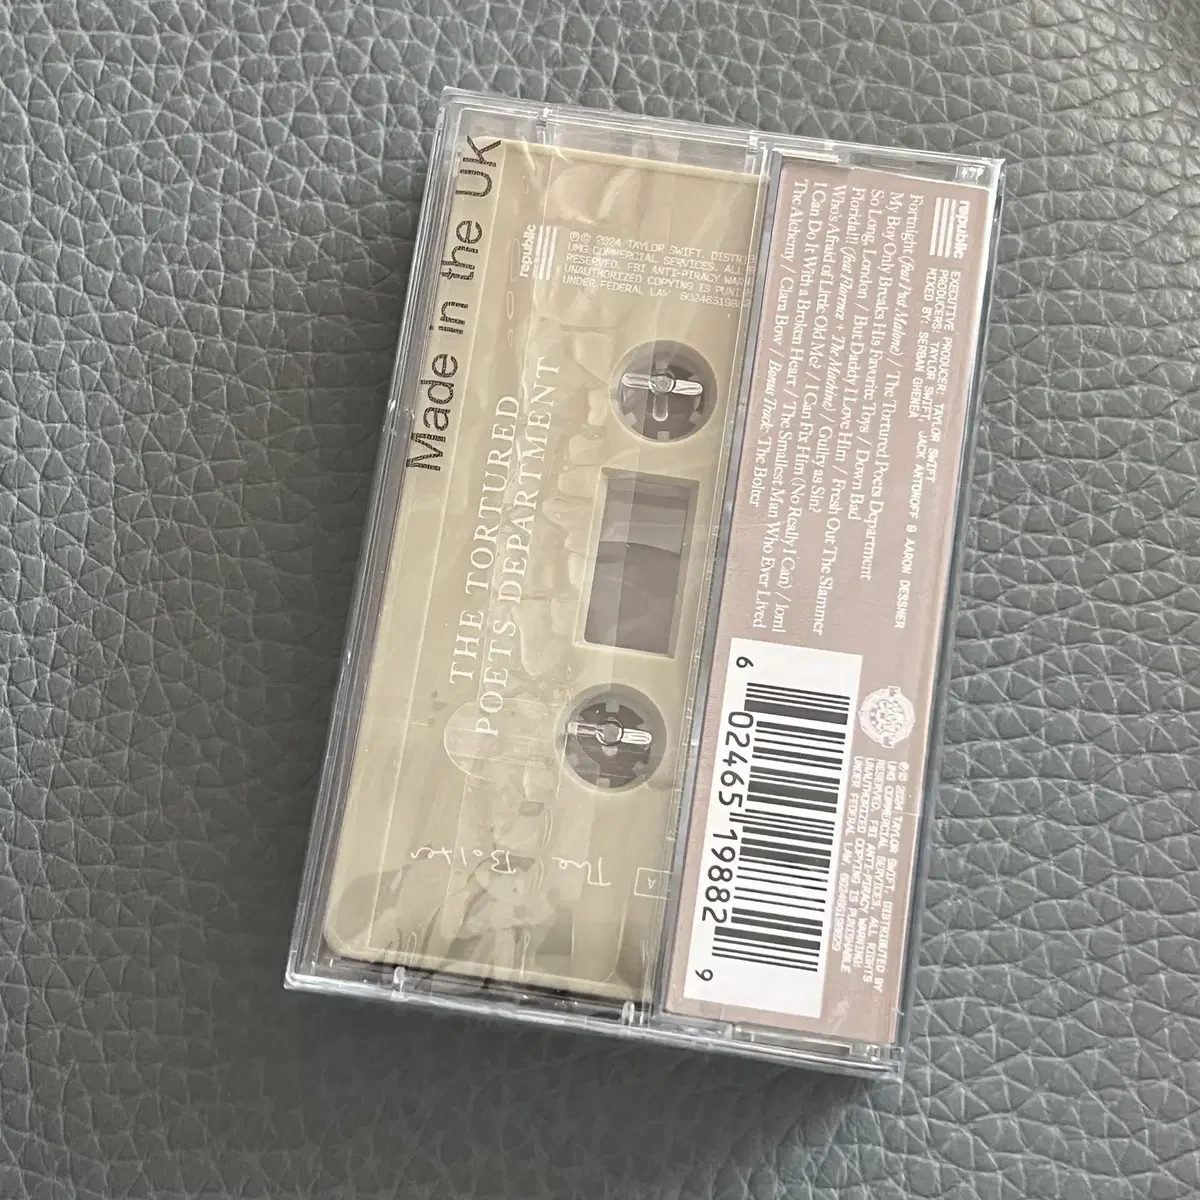 Made in the UK
republic
℗© 2024 TAYLOR SWIFT. DISTRIB
UMG COMMERCIAL SERVICES. ALL
RESERVED. FBI ANTI-PIRACY WARN
UNAUTHORIZED COPYING IS PUNI
UNDER FEDERAL LAW
THE TORTURED
POETS DEPARTMENT
The Bolter
A
republic
EXECUTIVE PRODUCER: TAYLOR SWIFT
PRODUCERS: TAYLOR SWIFT, JACK ANTONOFF & AARON DESSNER
MIXED BY: SERBAN GHENEA
Fortnight (feat. Post Malone) / The Tortured Poets Department
My Boy Only Breaks His Favorite Toys / Down Bad
So Long, London / But Daddy I Love Him / Fresh Out The Slammer
Florida!!! (feat. Florence + The Machine) / Guilty as Sin?
Who's Afraid of Little Old Me? / I Can Fix Him (No Really I Can) / loml
I Can Do It With a Broken Heart / The Smallest Man Who Ever Lived
The Alchemy / Clara Bow / Bonus Track: The Bolter
6 02465 19882 9
℗© 2024 TAYLOR SWIFT. DISTRIBUTED BY
UMG COMMERCIAL SERVICES. ALL RIGHTS
RESERVED. FBI ANTI-PIRACY WARNING:
UNAUTHORIZED COPYING IS PUNISHABLE
UNDER FEDERAL LAW.